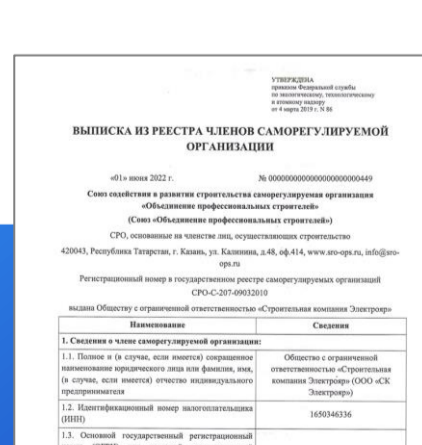 УТВЕРЖДЕНА
приказом Федеральной службы
по экологическому, технологическому
и атомному надзору
от 4 марта 2019 г. N 86
ВЫПИСКА ИЗ РЕЕСТРА ЧЛЕНОВ САМОРЕГУЛИРУЕМОЙ
ОРГАНИЗАЦИИ
«01» июня 2022 г. № 0000000000000000000000449
Союз содействия в развитии строительства саморегулируемая организация
«Объединение профессиональных строителей»
(Союз «Объединение профессиональных строителей»)
СРО, основанные на членстве лиц, осуществляющих строительство
420043, Республика Татарстан, г. Казань, ул. Калинина, д.48, оф.414, www.sro-ops.ru, info@sro-
ops.ru
Регистрационный номер в государственном реестре саморегулируемых организаций
СРО-С-207-09032010
выдана Обществу с ограниченной ответственностью «Строительная компания Электрояр»
Наименование Сведения
1. Сведения о члене саморегулируемой организации:
1.1. Полное и (в случае, если имеется) сокращенное
наименование юридического лица или фамилия, имя,
(в случае, если имеется) отчество индивидуального
предпринимателя
Общество с ограниченной
ответственностью «Строительная
компания Электрояр» (ООО «СК
Электрояр»)
1.2. Идентификационный номер налогоплательщика
(ИНН)
1650346336
1.3. Основной государственный регистрационный